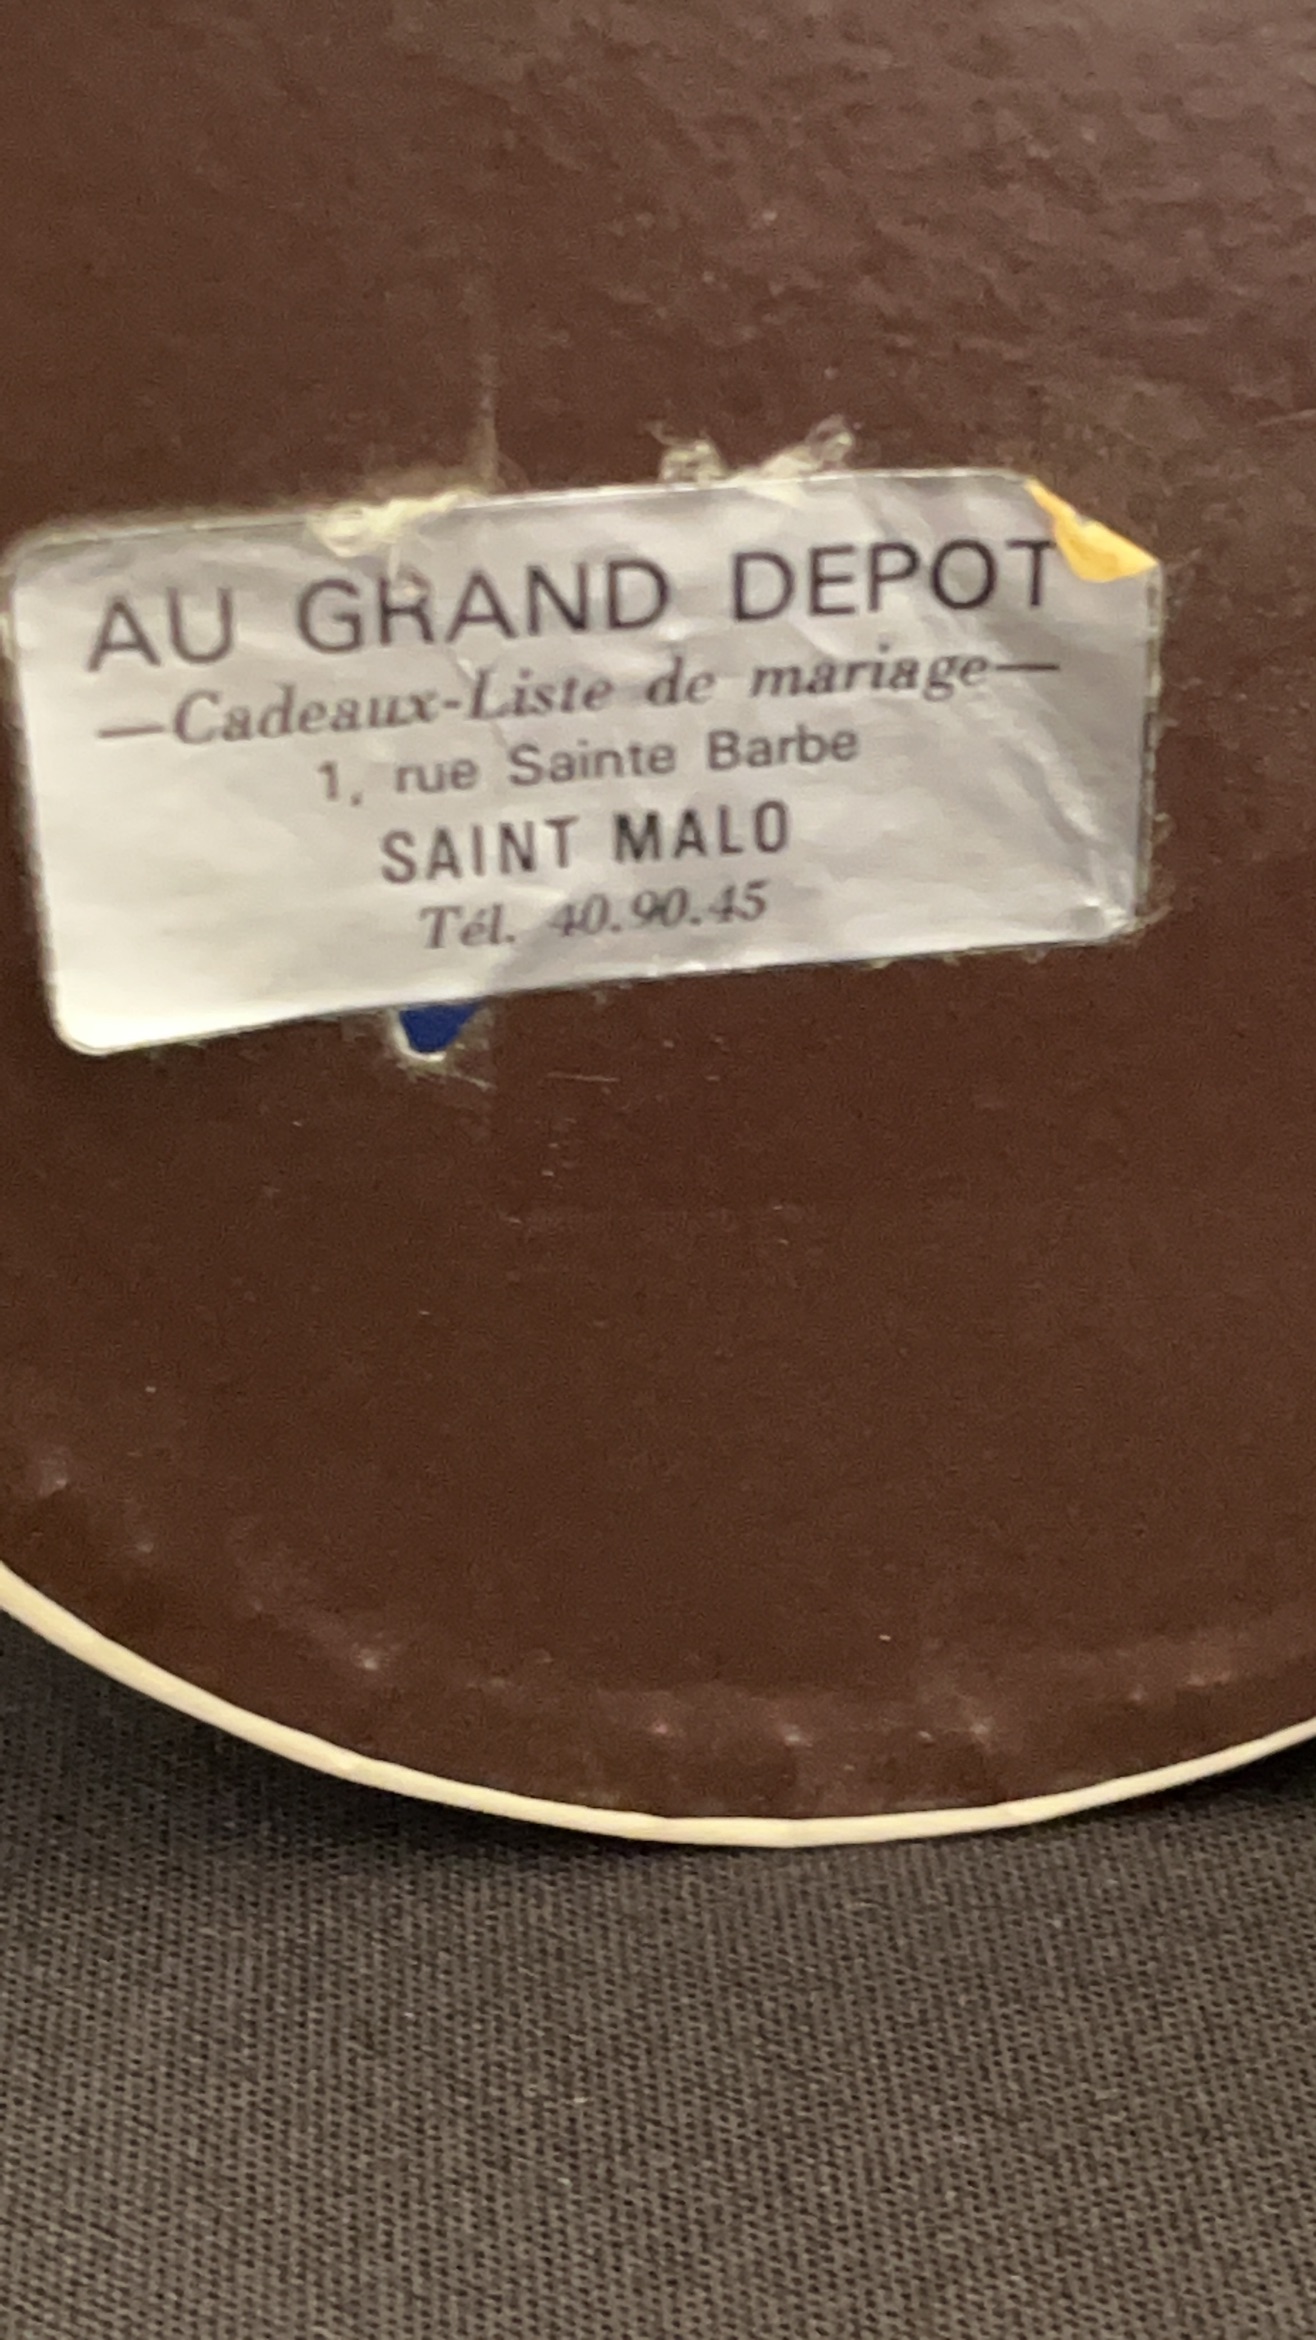 AU GRAND DEPOT
—Cadeaux-Liste de mariage—
1, rue Sainte Barbe
SAINT MALO
Tél. 40.90.45